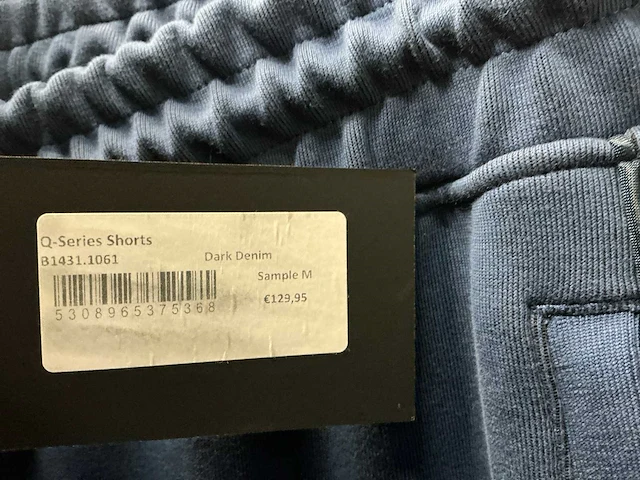 Q-Series Shorts
B1431.1061
Dark Denim
Sample M
€129,95
5308965375368